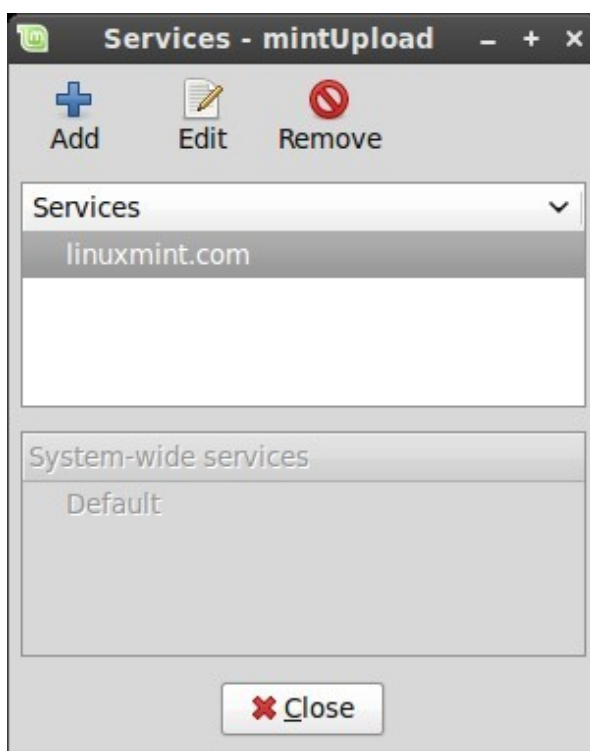 Services - mintUpload
Add Edit Remove
Services
linuxmint.com
System-wide services
Default
Close